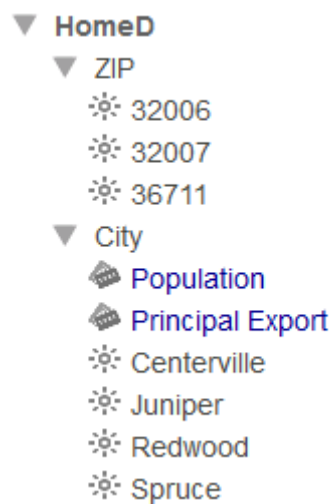 HomeD
ZIP
32006
32007
36711
City
Population
Principal Export
Centerville
Juniper
Redwood
Spruce